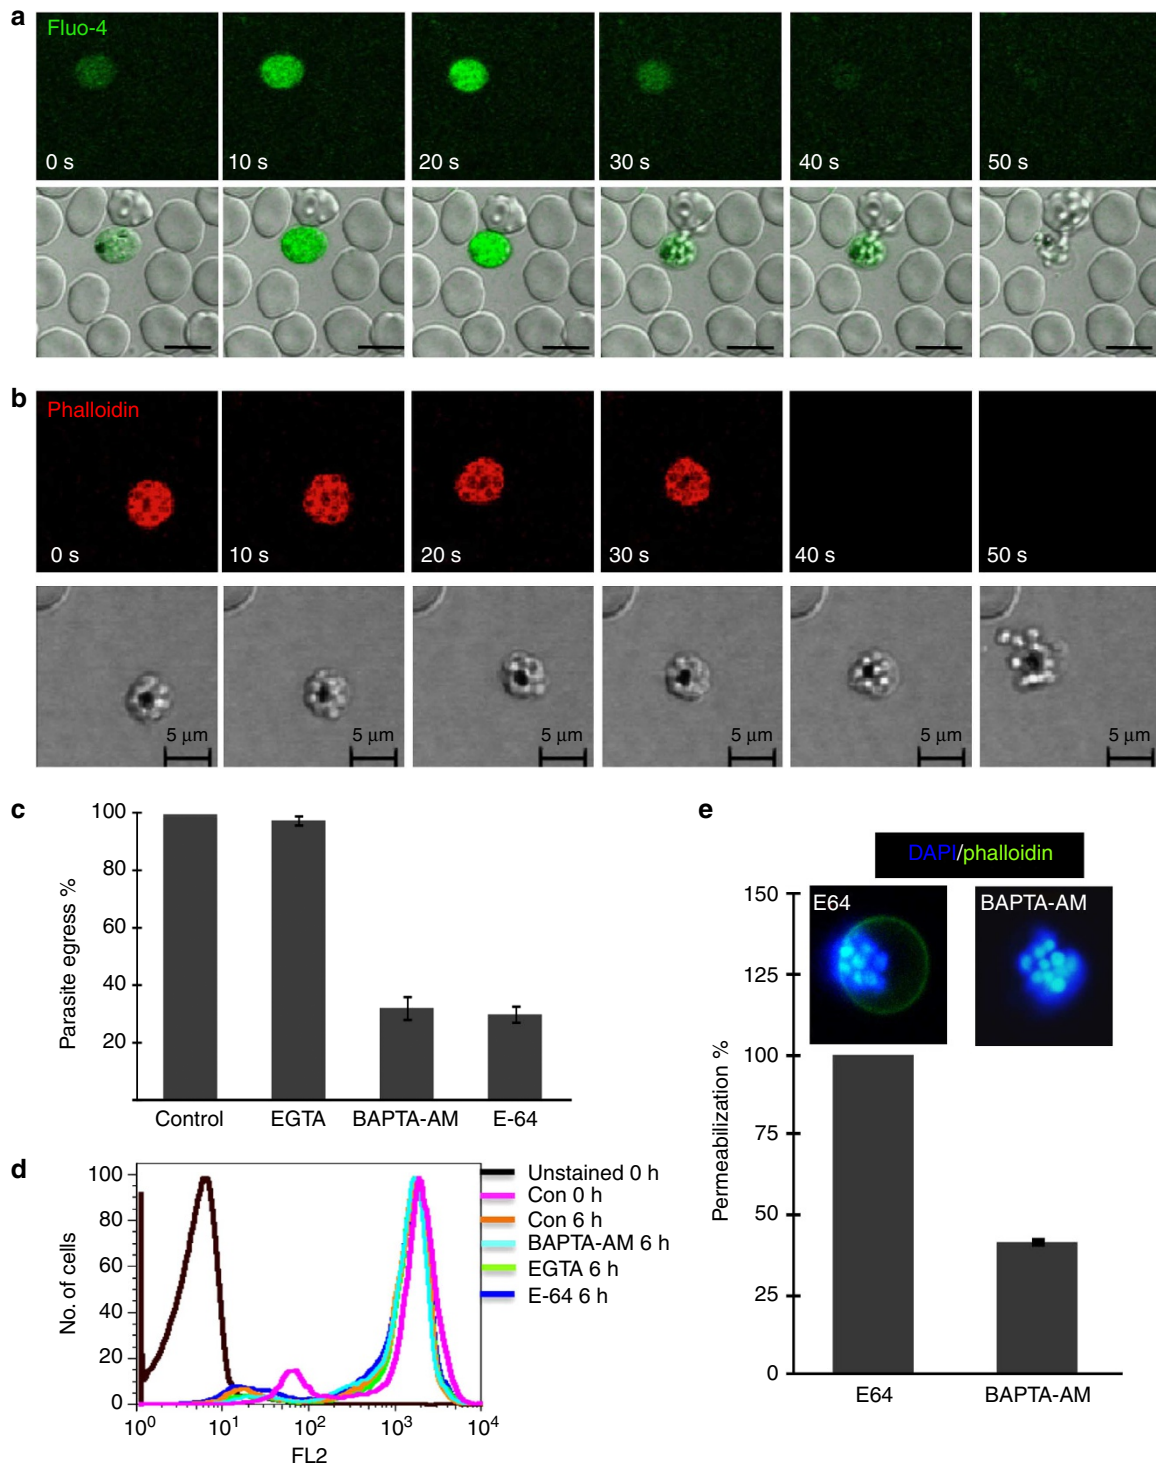 a
Fluo-4
0 s
10 s
20 s
30 s
40 s
50 s
b
Phalloidin
0 s
10 s
20 s
30 s
40 s
50 s
5 μm
5 μm
5 μm
5 μm
5 μm
5 μm
c
Parasite egress %
100
80
60
40
20
Control
EGTA
BAPTA-AM
E-64
d
No. of cells
100
80
60
40
20
0
10⁰
10¹
10²
10³
10⁴
FL2
Unstained 0 h
Con 0 h
Con 6 h
BAPTA-AM 6 h
EGTA 6 h
E-64 6 h
e
DAPI/phalloidin
E64
BAPTA-AM
Permeabilization %
150
125
100
75
50
25
0
E64
BAPTA-AM